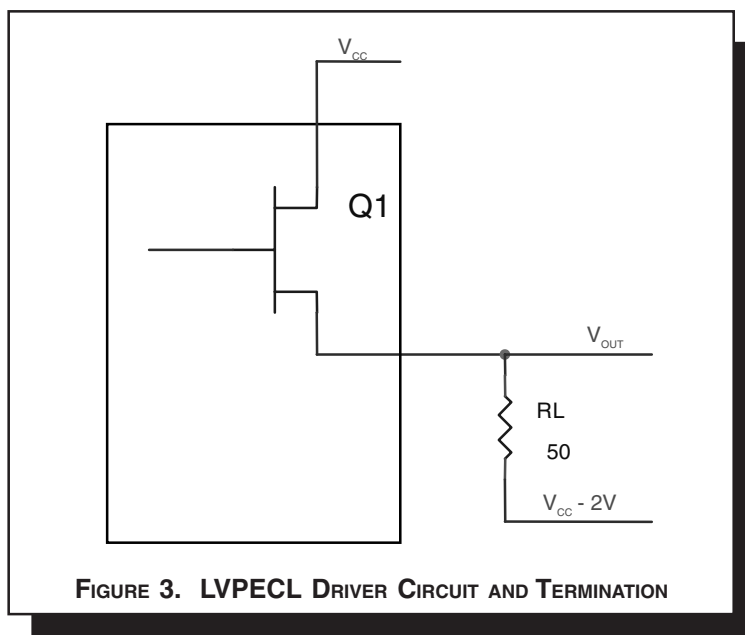 V_CC
Q1
V_OUT
RL
50
V_CC - 2V
FIGURE 3. LVPECL DRIVER CIRCUIT AND TERMINATION